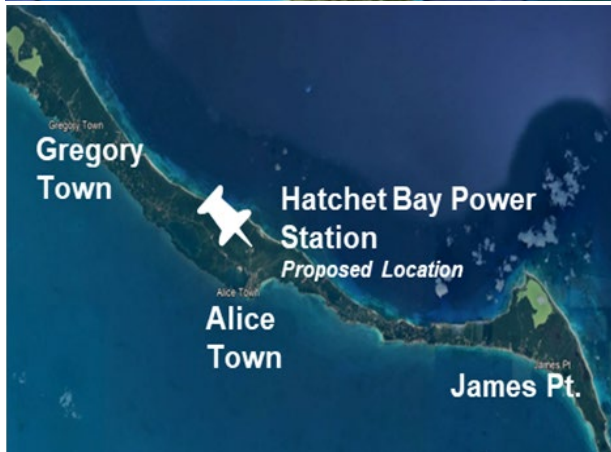 Gregory Town
Gregory
Town
Hatchet Bay Power
Station
Proposed Location
Alice Town
Alice
Town
James Pt
James Pt.